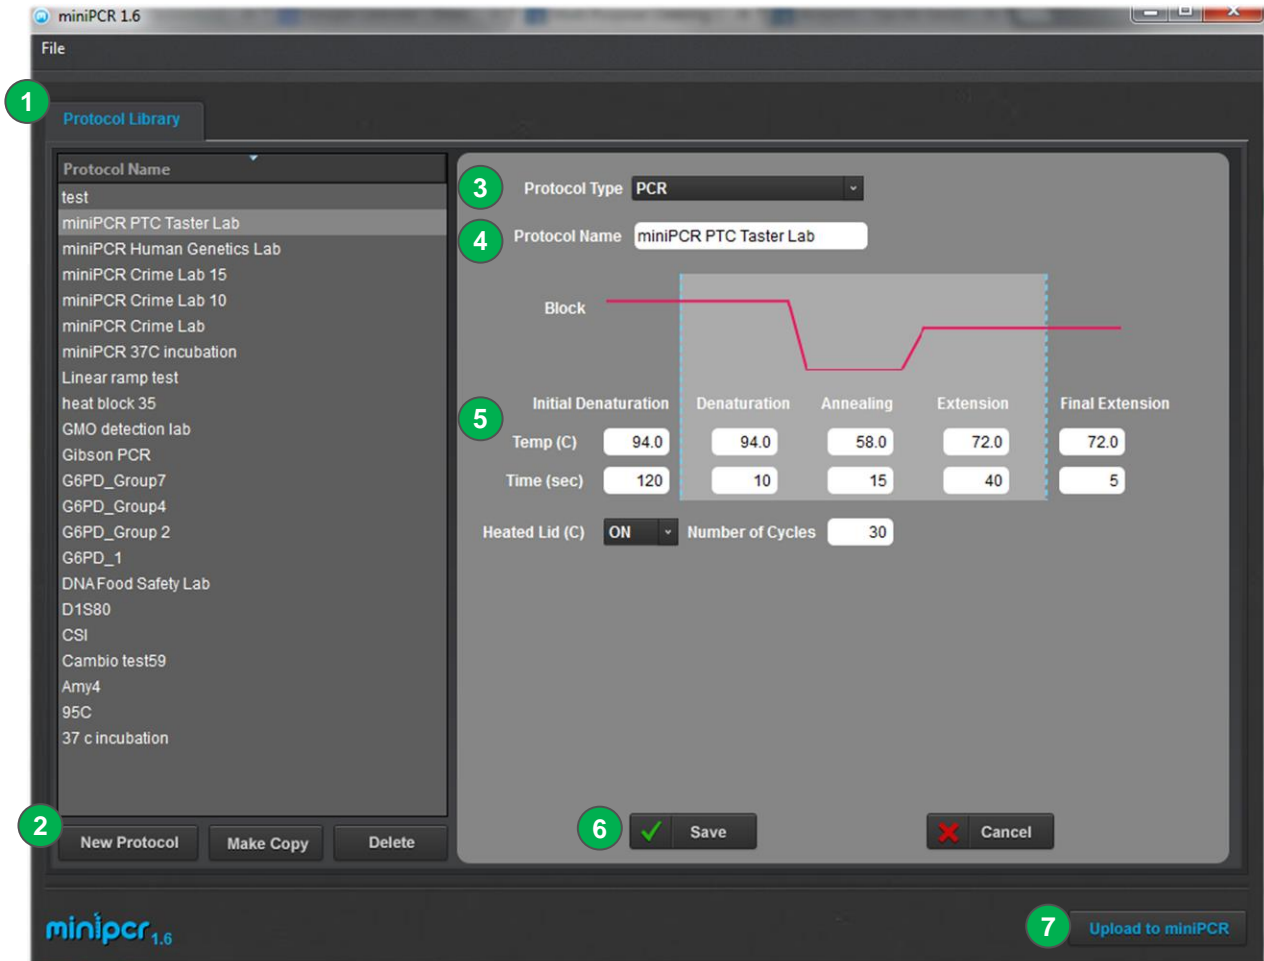 miniPCR 1.6
File
1
Protocol Library
Protocol Name
test
miniPCR PTC Taster Lab
miniPCR Human Genetics Lab
miniPCR Crime Lab 15
miniPCR Crime Lab 10
miniPCR Crime Lab
miniPCR 37C incubation
Linear ramp test
heat block 35
GMO detection lab
Gibson PCR
G6PD_Group7
G6PD_Group4
G6PD_Group 2
G6PD_1
DNA Food Safety Lab
D1S80
CSI
Cambio test59
Amy4
95C
37 c incubation
2
New Protocol Make Copy Delete
3 Protocol Type PCR
4 Protocol Name miniPCR PTC Taster Lab
Block
5
Initial Denaturation Denaturation Annealing Extension Final Extension
Temp (C) 94.0 94.0 58.0 72.0 72.0
Time (sec) 120 10 15 40 5
Heated Lid (C) ON Number of Cycles 30
6 Save Cancel
minipcr 1.6
7 Upload to miniPCR